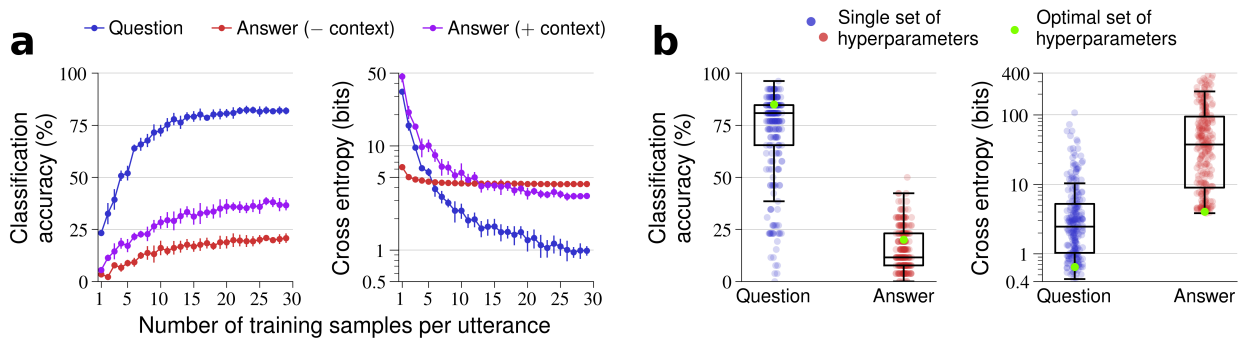 a
Question
Answer (− context)
Answer (+ context)
Classification
accuracy (%)
100
75
50
25
0
1 5 10 15 20 25 30
Cross entropy (bits)
50
10
5
1
0.5
1 5 10 15 20 25 30
Number of training samples per utterance
b
Single set of
hyperparameters
Optimal set of
hyperparameters
Classification
accuracy (%)
100
75
50
25
0
Question Answer
Cross entropy (bits)
400
100
10
1
0.4
Question Answer